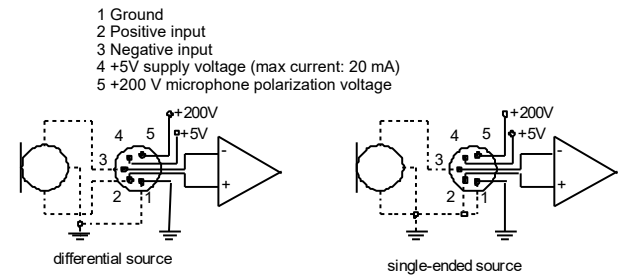 1 Ground
2 Positive input
3 Negative input
4 +5V supply voltage (max current: 20 mA)
5 +200 V microphone polarization voltage
+200V
+5V
4 5
3
2 1
-
+
differential source
+200V
+5V
4 5
3
2 1
-
+
single-ended source